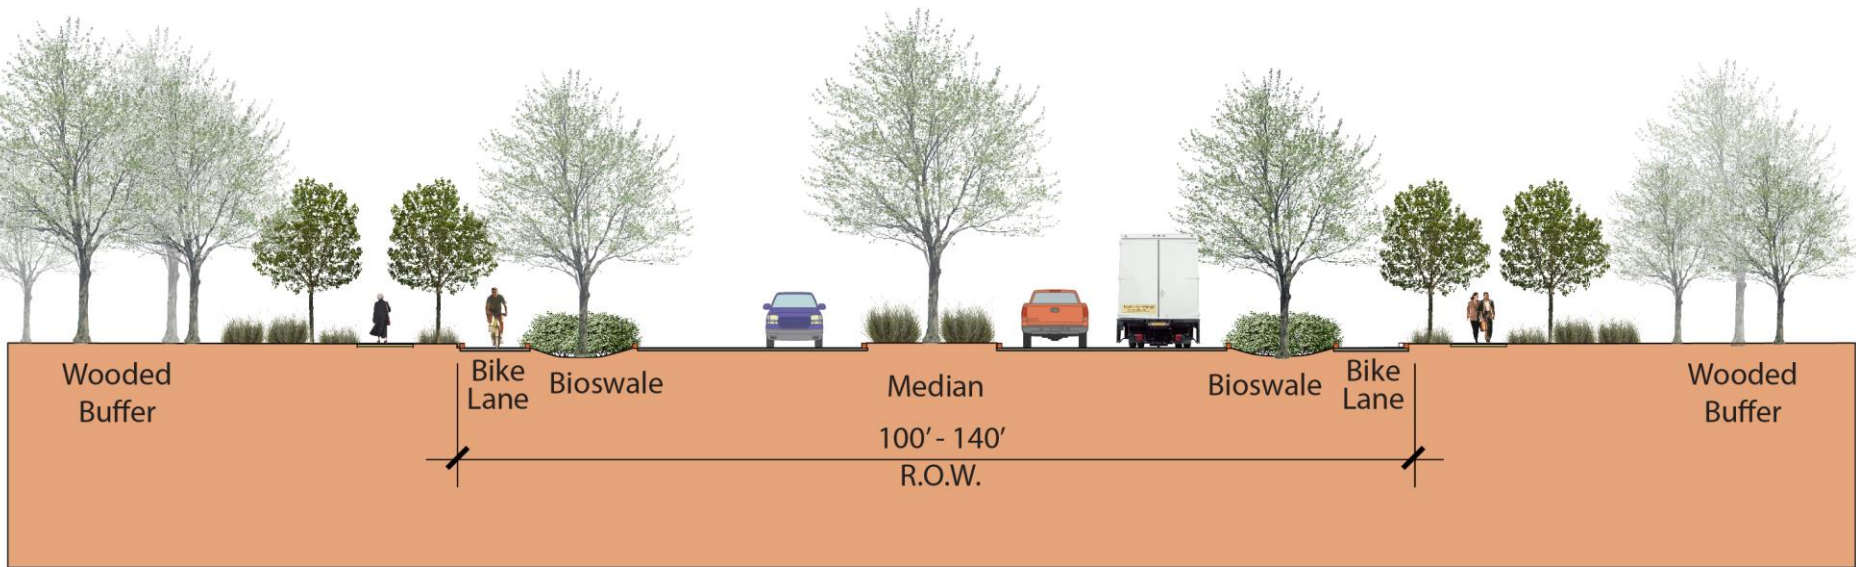 Wooded
Buffer
Bike
Lane
Bioswale
Median
Bioswale
Bike
Lane
Wooded
Buffer
100' - 140'
R.O.W.